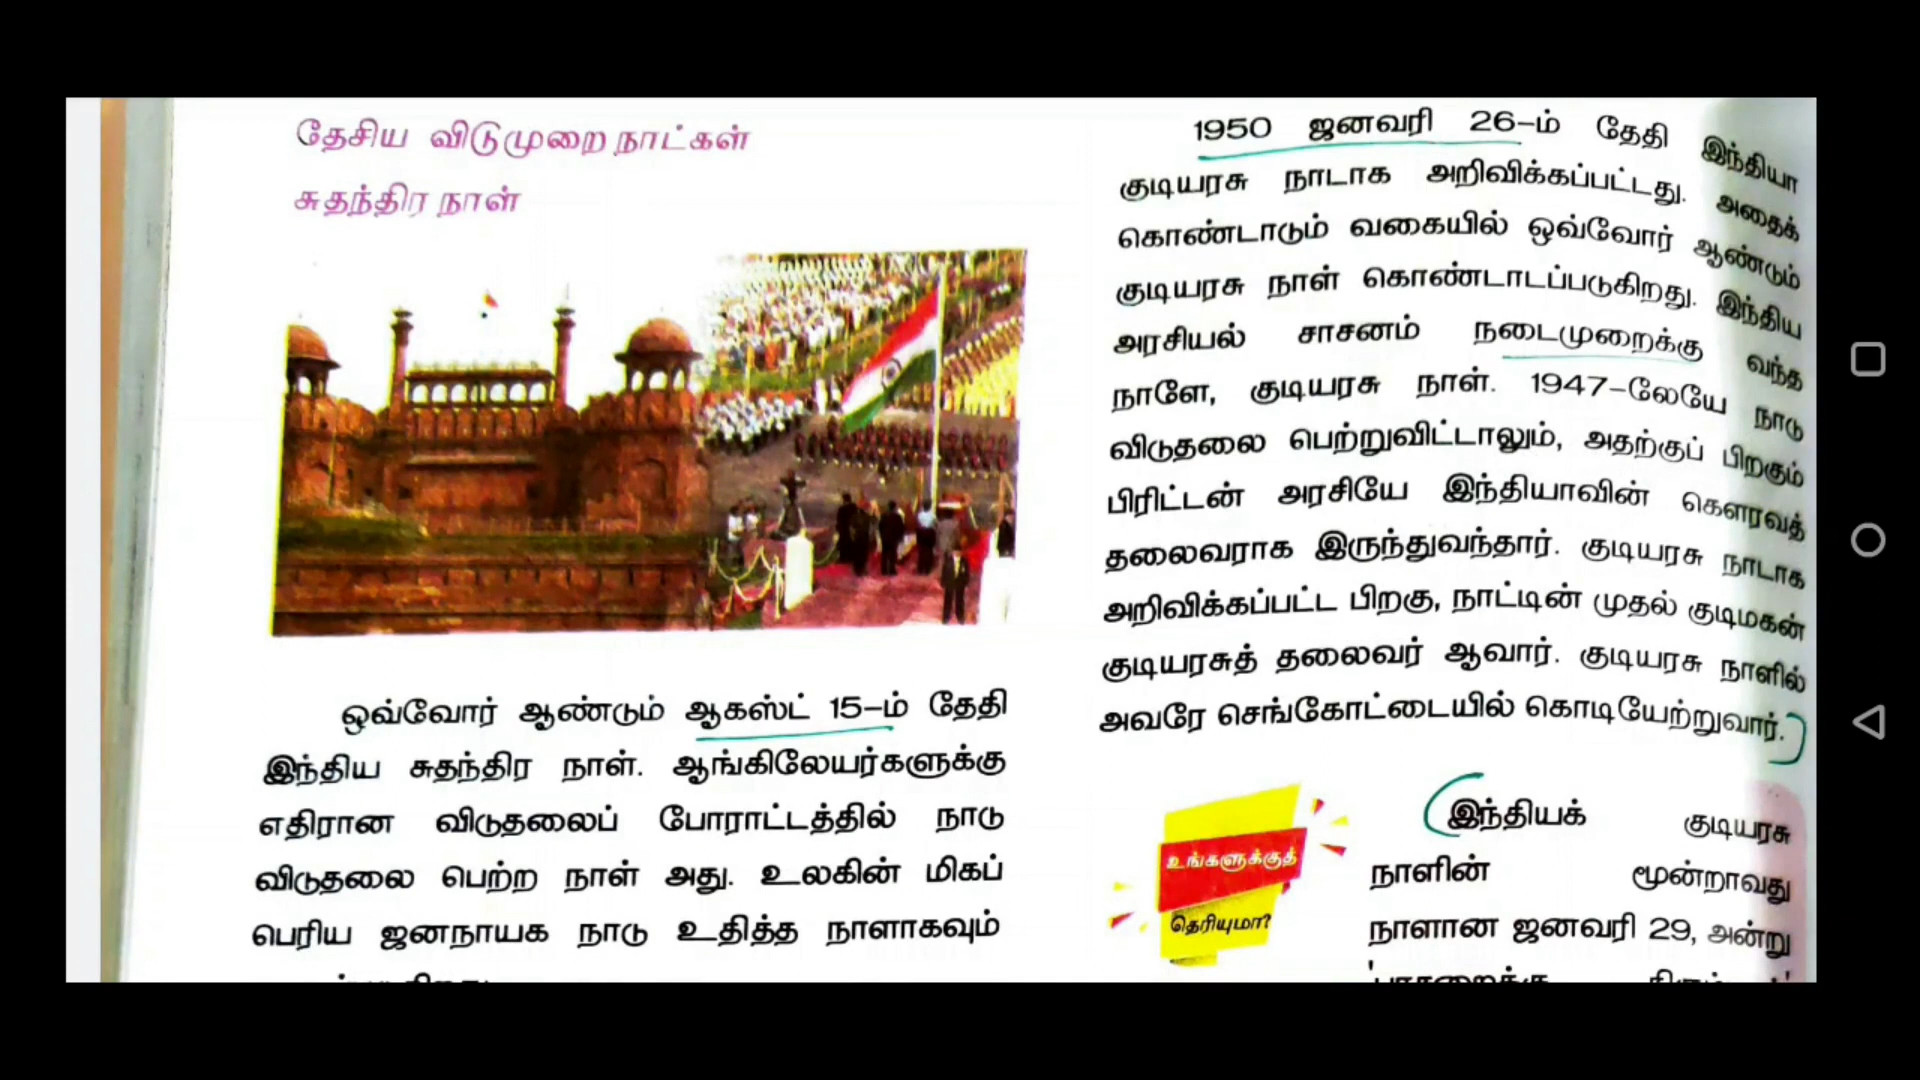 தேசிய விடுமுறை நாட்கள்
சுதந்திர நாள்
ஒவ்வோர் ஆண்டும் ஆகஸ்ட் 15-ம் தேதி
இந்திய சுதந்திர நாள். ஆங்கிலேயர்களுக்கு
எதிரான விடுதலைப் போராட்டத்தில் நாடு
விடுதலை பெற்ற நாள் அது. உலகின் மிகப்
பெரிய ஜனநாயக நாடு உதித்த நாளாகவும்
1950 ஜனவரி 26-ம் தேதி இந்தியா
குடியரசு நாடாக அறிவிக்கப்பட்டது. அதைக்
கொண்டாடும் வகையில் ஒவ்வோர் ஆண்டும்
குடியரசு நாள் கொண்டாடப்படுகிறது. இந்திய
அரசியல் சாசனம் நடைமுறைக்கு வந்த
நாளே, குடியரசு நாள். 1947-லேயே நாடு
விடுதலை பெற்றுவிட்டாலும், அதற்குப் பிறகும்
பிரிட்டன் அரசியே இந்தியாவின் கௌரவத்
தலைவராக இருந்துவந்தார். குடியரசு நாடாக
அறிவிக்கப்பட்ட பிறகு, நாட்டின் முதல் குடிமகன்
குடியரசுத் தலைவர் ஆவார். குடியரசு நாளில்
அவரே செங்கோட்டையில் கொடியேற்றுவார்.
உங்களுக்குத்
தெரியுமா?
இந்தியக் குடியரசு
நாளின் மூன்றாவது
நாளான ஜனவரி 29, அன்று